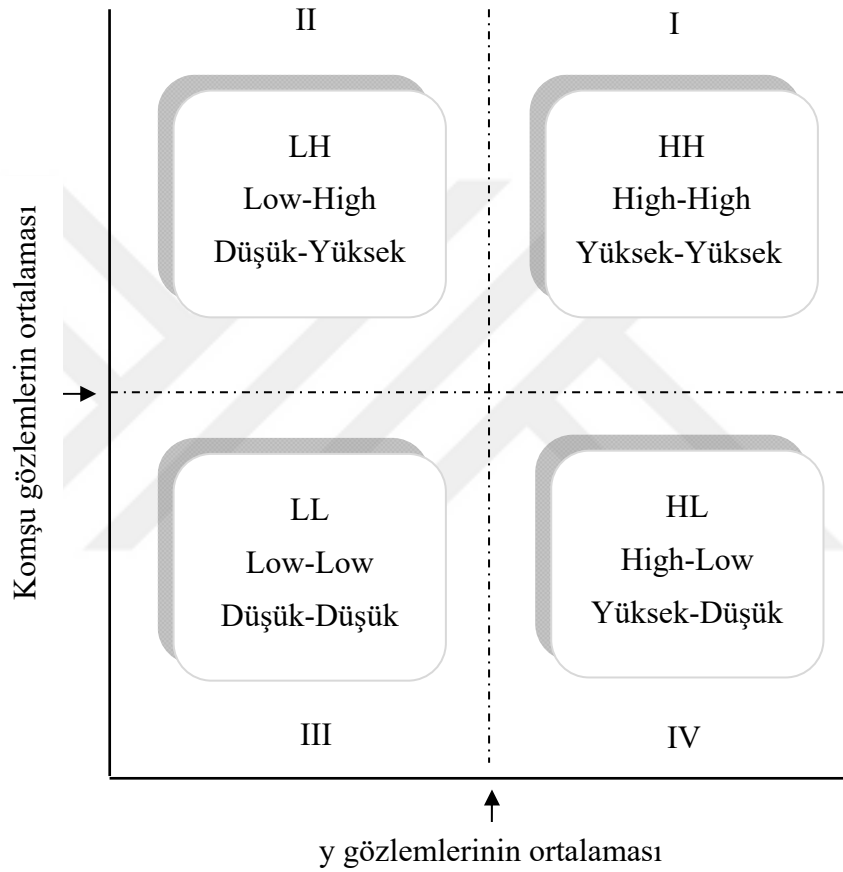 II
I
LH
Low-High
Düşük-Yüksek
HH
High-High
Yüksek-Yüksek
Komşu gözlemlerin ortalaması
LL
Low-Low
Düşük-Düşük
HL
High-Low
Yüksek-Düşük
III
IV
y gözlemlerinin ortalaması